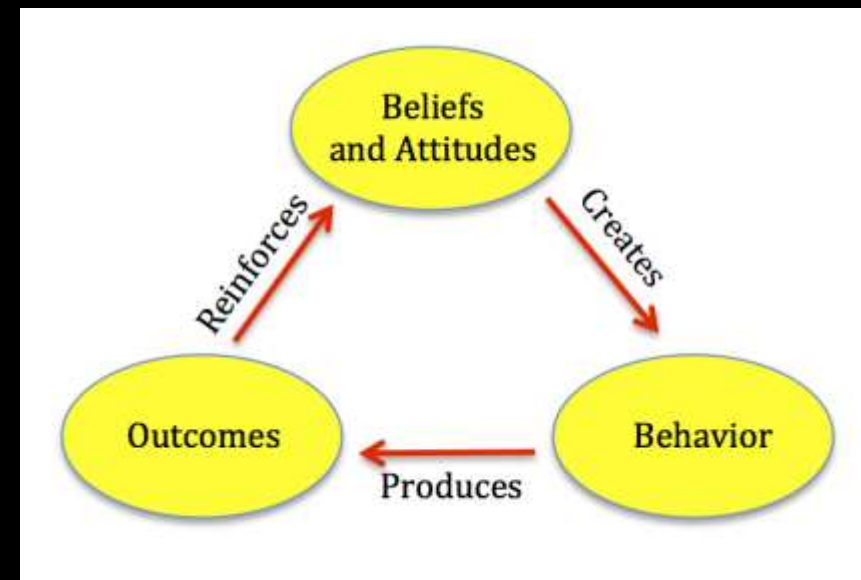 Beliefs
and Attitudes
Reinforces
Creates
Outcomes
Behavior
Produces